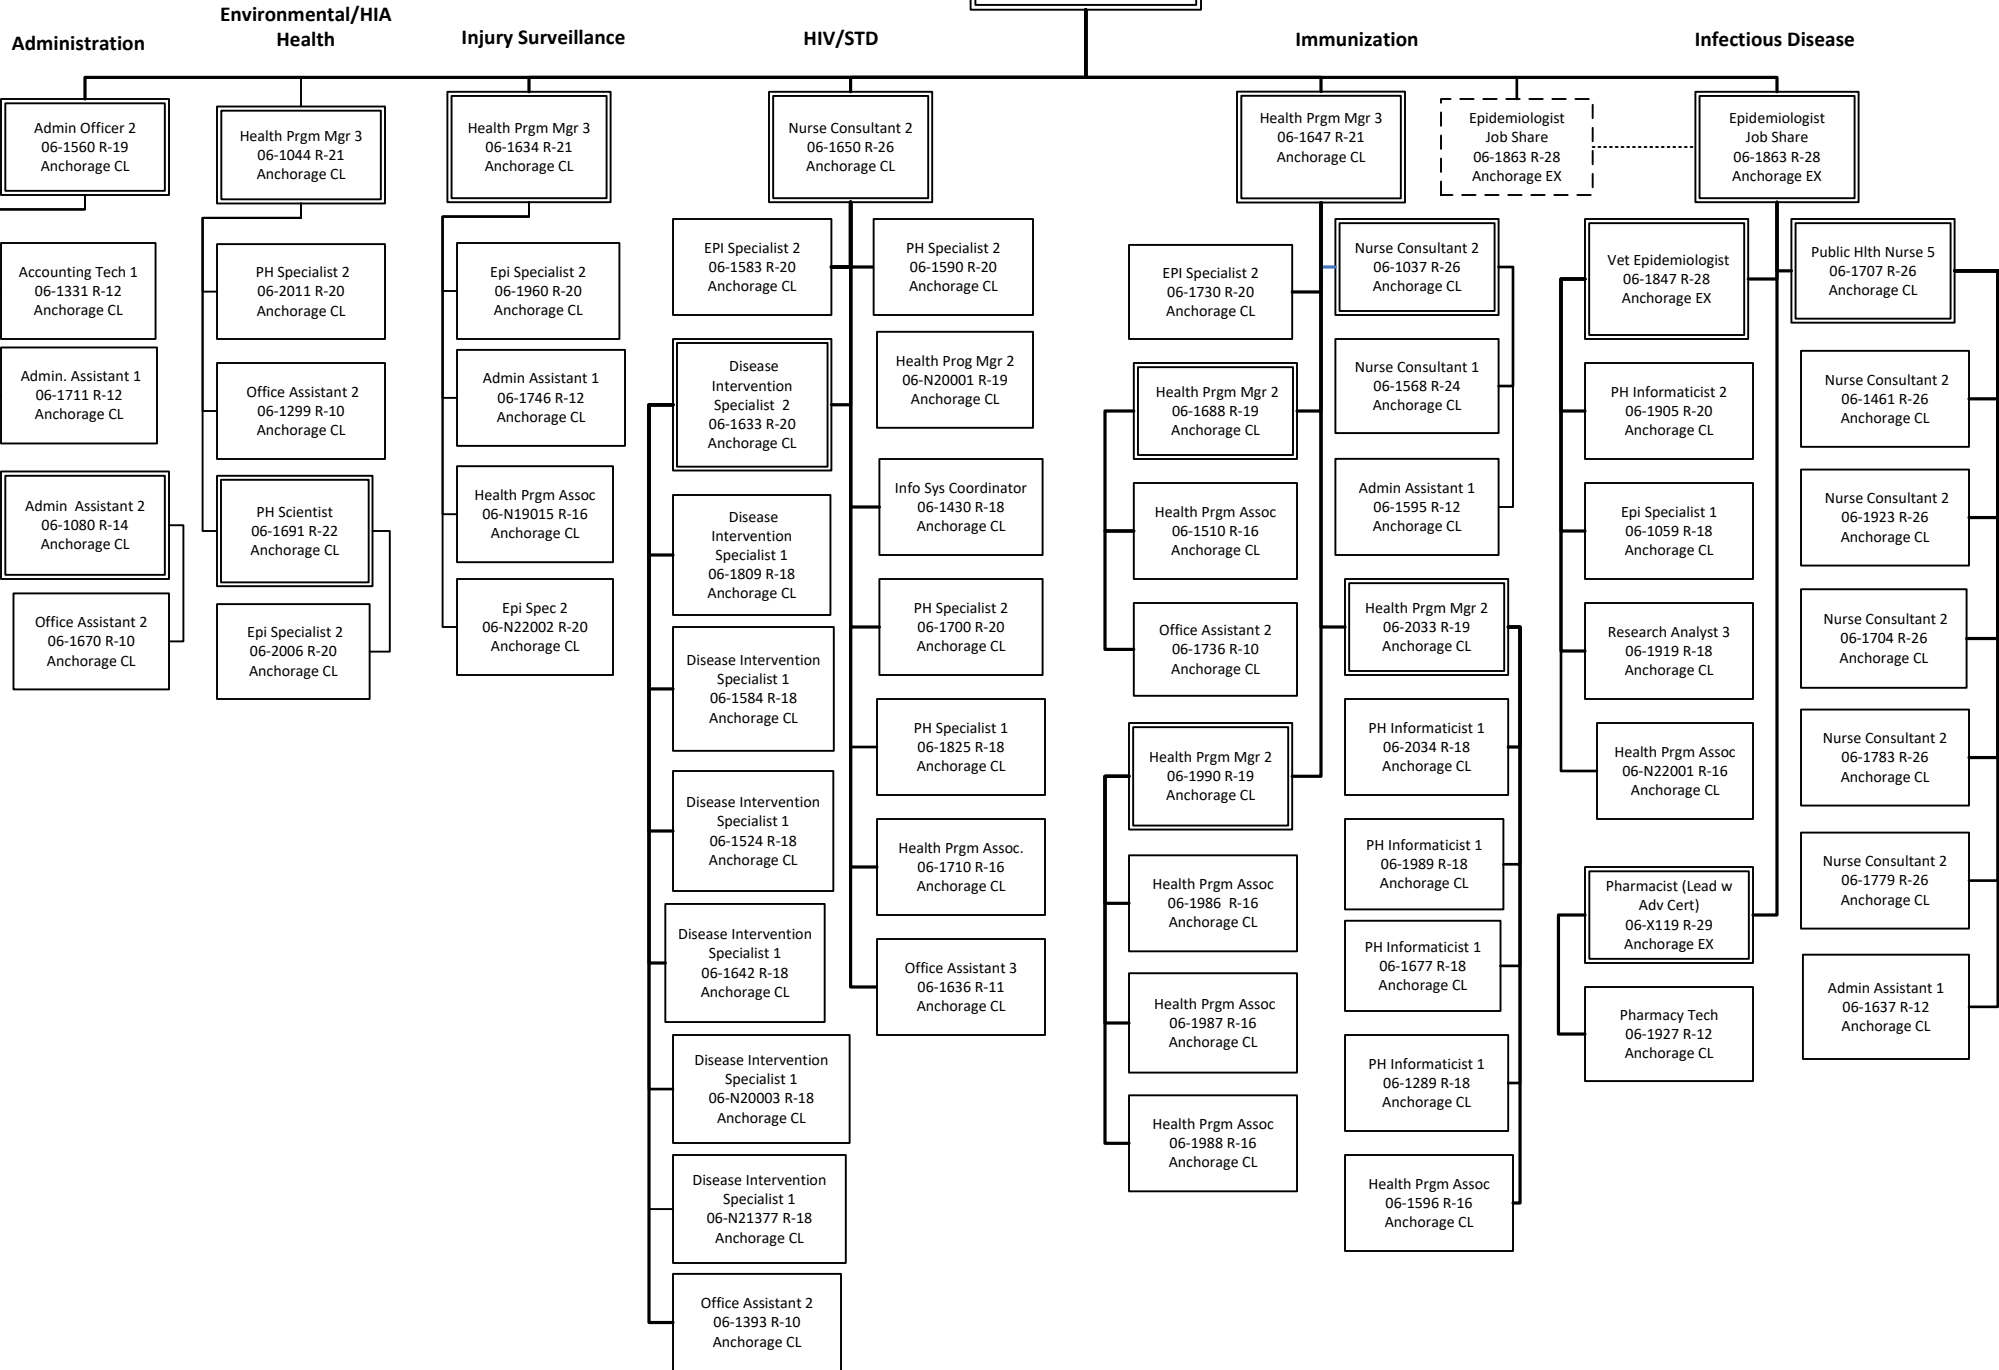 Administration
Environmental/HIA
Health
Injury Surveillance
HIV/STD
Immunization
Infectious Disease
Admin Officer 2
06-1560 R-19
Anchorage CL
Health Prgm Mgr 3
06-1044 R-21
Anchorage CL
Health Prgm Mgr 3
06-1634 R-21
Anchorage CL
Nurse Consultant 2
06-1650 R-26
Anchorage CL
Health Prgm Mgr 3
06-1647 R-21
Anchorage CL
Epidemiologist
Job Share
06-1863 R-28
Anchorage EX
Epidemiologist
Job Share
06-1863 R-28
Anchorage EX
Accounting Tech 1
06-1331 R-12
Anchorage CL
Admin. Assistant 1
06-1711 R-12
Anchorage CL
Admin  Assistant 2
06-1080 R-14
Anchorage CL
Office Assistant 2
06-1670 R-10
Anchorage CL
PH Specialist 2
06-2011 R-20
Anchorage CL
Office Assistant 2
06-1299 R-10
Anchorage CL
PH Scientist
06-1691 R-22
Anchorage CL
Epi Specialist 2
06-2006 R-20
Anchorage CL
Epi Specialist 2
06-1960 R-20
Anchorage CL
Admin Assistant 1
06-1746 R-12
Anchorage CL
Health Prgm Assoc
06-N19015 R-16
Anchorage CL
Epi Spec 2
06-N22002 R-20
Anchorage CL
EPI Specialist 2
06-1583 R-20
Anchorage CL
Disease
Intervention
Specialist  2
06-1633 R-20
Anchorage CL
Disease
Intervention
Specialist 1
06-1809 R-18
Anchorage CL
Disease Intervention
Specialist 1
06-1584 R-18
Anchorage CL
Disease Intervention
Specialist 1
06-1524 R-18
Anchorage CL
Disease Intervention
Specialist 1
06-1642 R-18
Anchorage CL
Disease Intervention
Specialist 1
06-N20003 R-18
Anchorage CL
Disease Intervention
Specialist 1
06-N21377 R-18
Anchorage CL
Office Assistant 2
06-1393 R-10
Anchorage CL
PH Specialist 2
06-1590 R-20
Anchorage CL
Health Prog Mgr 2
06-N20001 R-19
Anchorage CL
Info Sys Coordinator
06-1430 R-18
Anchorage CL
PH Specialist 2
06-1700 R-20
Anchorage CL
PH Specialist 1
06-1825 R-18
Anchorage CL
Health Prgm Assoc.
06-1710 R-16
Anchorage CL
Office Assistant 3
06-1636 R-11
Anchorage CL
EPI Specialist 2
06-1730 R-20
Anchorage CL
Health Prgm Mgr 2
06-1688 R-19
Anchorage CL
Health Prgm Assoc
06-1510 R-16
Anchorage CL
Office Assistant 2
06-1736 R-10
Anchorage CL
Health Prgm Mgr 2
06-1990 R-19
Anchorage CL
Health Prgm Assoc
06-1986  R-16
Anchorage CL
Health Prgm Assoc
06-1987 R-16
Anchorage CL
Health Prgm Assoc
06-1988 R-16
Anchorage CL
Nurse Consultant 2
06-1037 R-26
Anchorage CL
Nurse Consultant 1
06-1568 R-24
Anchorage CL
Admin Assistant 1
06-1595 R-12
Anchorage CL
Health Prgm Mgr 2
06-2033 R-19
Anchorage CL
PH Informaticist 1
06-2034 R-18
Anchorage CL
PH Informaticist 1
06-1989 R-18
Anchorage CL
PH Informaticist 1
06-1677 R-18
Anchorage CL
PH Informaticist 1
06-1289 R-18
Anchorage CL
Health Prgm Assoc
06-1596 R-16
Anchorage CL
Vet Epidemiologist
06-1847 R-28
Anchorage EX
PH Informaticist 2
06-1905 R-20
Anchorage CL
Epi Specialist 1
06-1059 R-18
Anchorage CL
Research Analyst 3
06-1919 R-18
Anchorage CL
Health Prgm Assoc
06-N22001 R-16
Anchorage CL
Pharmacist (Lead w
Adv Cert)
06-X119 R-29
Anchorage EX
Pharmacy Tech
06-1927 R-12
Anchorage CL
Public Hlth Nurse 5
06-1707 R-26
Anchorage CL
Nurse Consultant 2
06-1461 R-26
Anchorage CL
Nurse Consultant 2
06-1923 R-26
Anchorage CL
Nurse Consultant 2
06-1704 R-26
Anchorage CL
Nurse Consultant 2
06-1783 R-26
Anchorage CL
Nurse Consultant 2
06-1779 R-26
Anchorage CL
Admin Assistant 1
06-1637 R-12
Anchorage CL